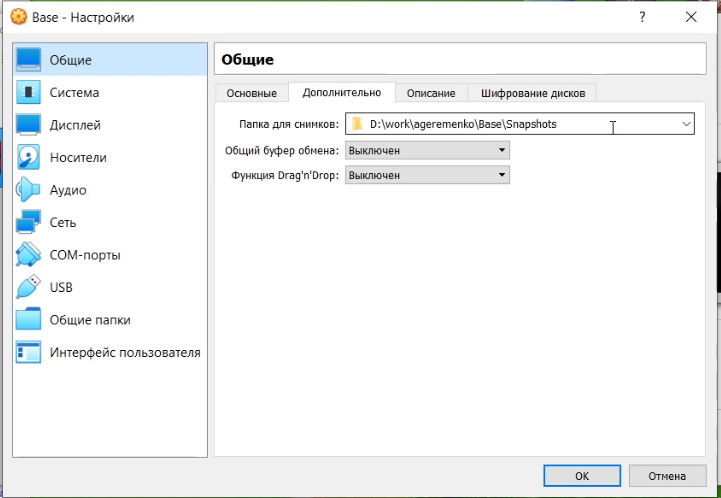 Base - Настройки
Общие
Система
Дисплей
Носители
Аудио
Сеть
COM-порты
USB
Общие папки
Интерфейс пользователя
Общие
Основные Дополнительно Описание Шифрование дисков
Папка для снимков: D:\work\ageremenko\Base\Snapshots
Общий буфер обмена: Выключен
Функция Drag'n'Drop: Выключен
OK Отмена